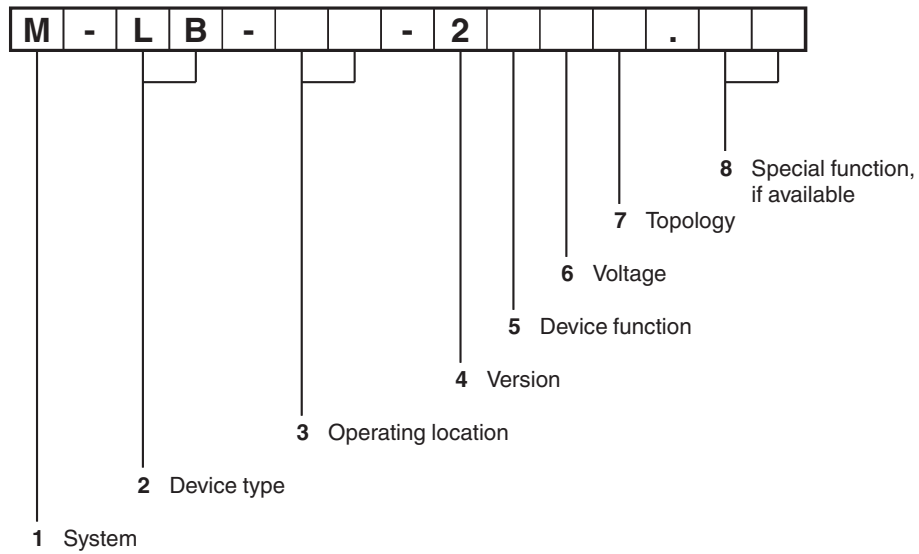 M - L B - - 2 .
8 Special function,
if available
7 Topology
6 Voltage
5 Device function
4 Version
3 Operating location
2 Device type
1 System